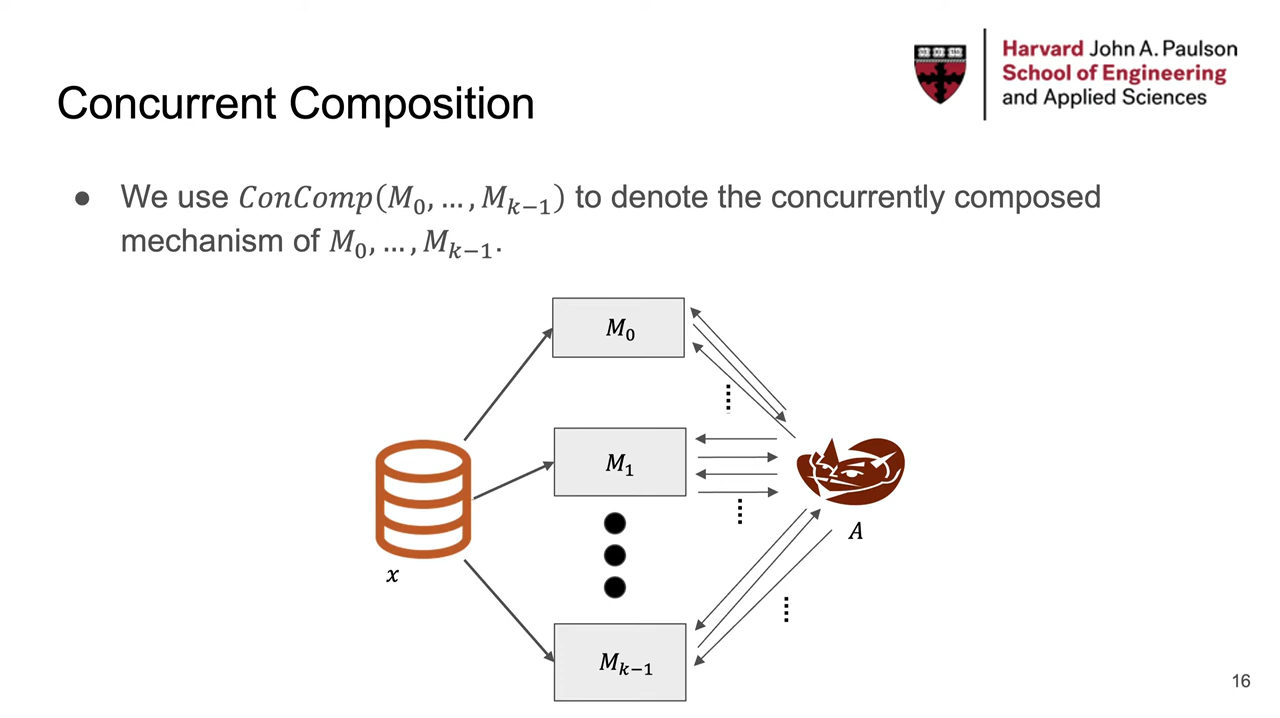 Harvard John A. Paulson
School of Engineering
and Applied Sciences
Concurrent Composition
● We use 𝐶𝑜𝑛𝐶𝑜𝑚𝑝(𝑀₀, … , 𝑀ₖ₋₁) to denote the concurrently composed
mechanism of 𝑀₀, … , 𝑀ₖ₋₁.
𝑀₀
𝑀₁
𝐴
𝑥
𝑀ₖ₋₁
16